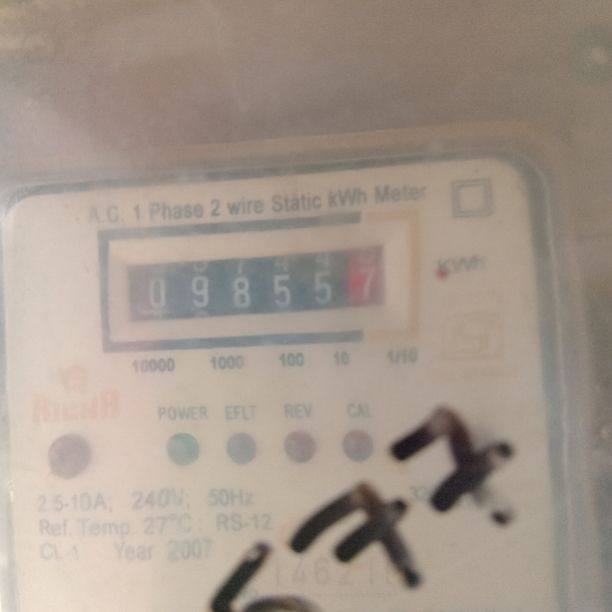 A.C. 1 Phase 2 wire Static kWh Meter
0 9 8 5 5 7
KWh
10000 1000 100 10 1/10
POWER EFLT REV CAL
2.5-10A; 240V; 50Hz
Ref. Temp. 27°C; RS-12
CL-1 Year 2007